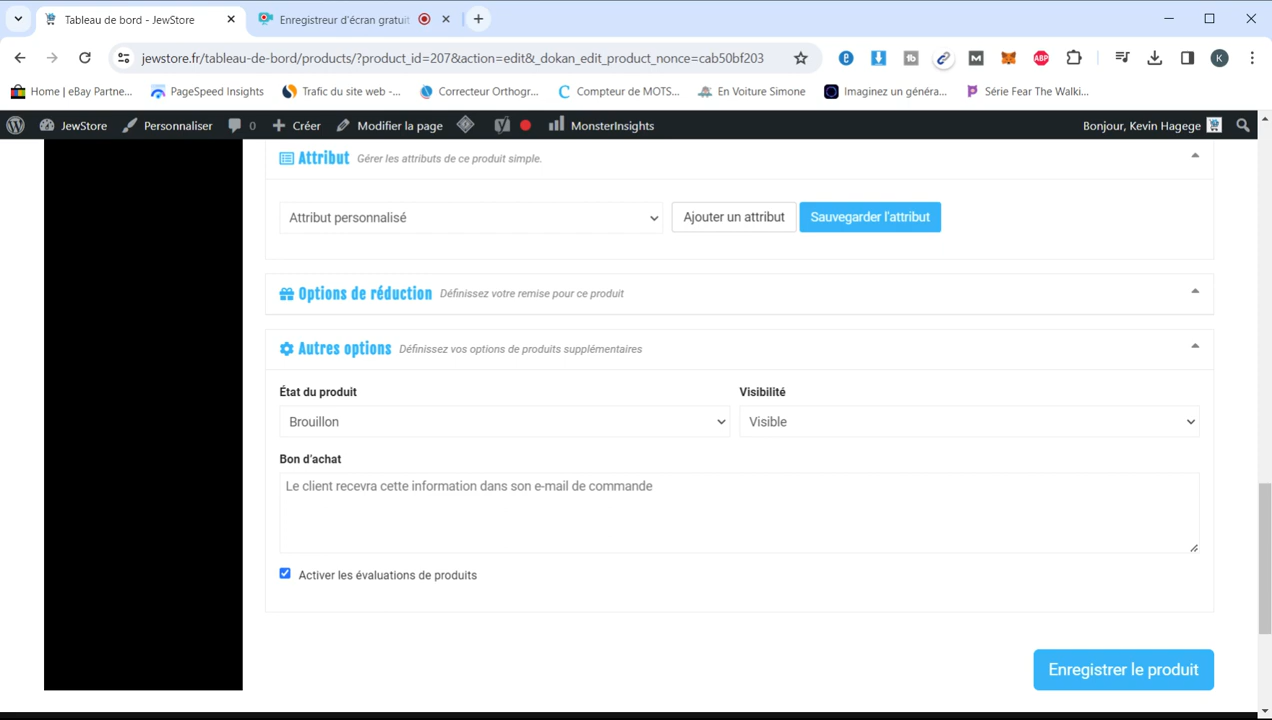 Tableau de bord - JewStore
Enregistreur d'écran gratuit
jewstore.fr/tableau-de-bord/products/?product_id=207&action=edit&_dokan_edit_product_nonce=cab50bf203
Home | eBay Partne...
PageSpeed Insights
Trafic du site web -...
Correcteur Orthogr...
Compteur de MOTS...
En Voiture Simone
Imaginez un généra...
Série Fear The Walki...
JewStore
Personnaliser
0
Créer
Modifier la page
MonsterInsights
Bonjour, Kevin Hagege
Attribut Gérer les attributs de ce produit simple.
Attribut personnalisé
Ajouter un attribut
Sauvegarder l'attribut
Options de réduction Définissez votre remise pour ce produit
Autres options Définissez vos options de produits supplémentaires
État du produit
Visibilité
Brouillon
Visible
Bon d'achat
Le client recevra cette information dans son e-mail de commande
Activer les évaluations de produits
Enregistrer le produit